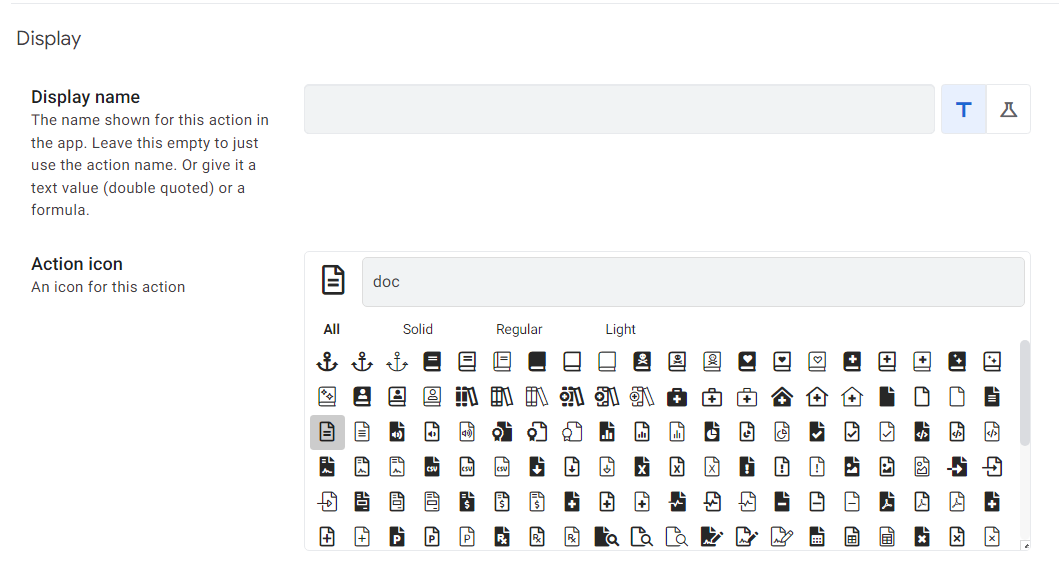 Display
Display name
The name shown for this action in
the app. Leave this empty to just
use the action name. Or give it a
text value (double quoted) or a
formula.
Action icon
An icon for this action
doc
All Solid Regular Light